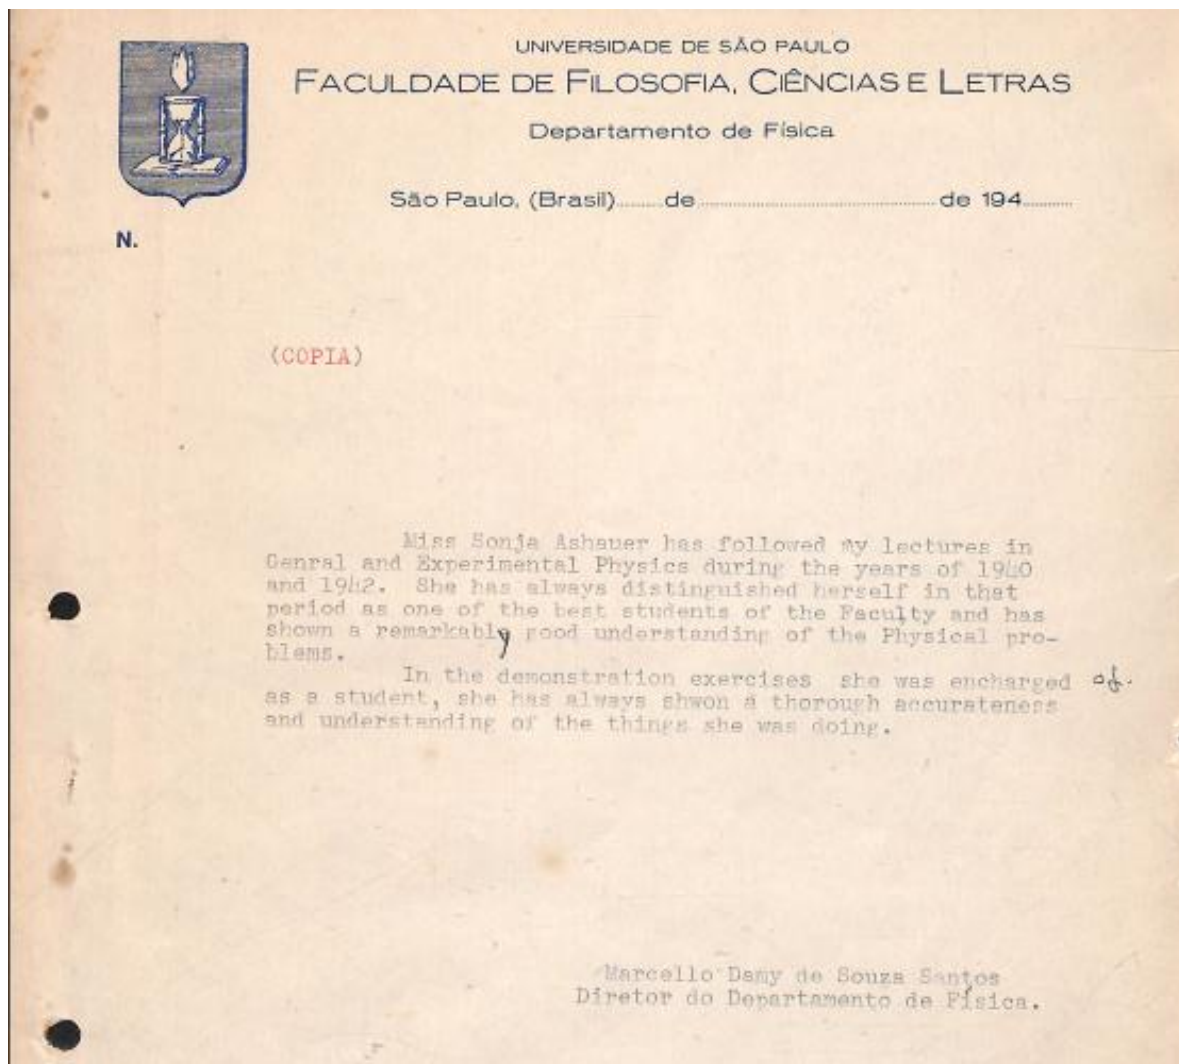 UNIVERSIDADE DE SÃO PAULO
FACULDADE DE FILOSOFIA, CIÊNCIAS E LETRAS
Departamento de Física
São Paulo, (Brasil)........de................................................de 194..........
N.
(COPIA)
Miss Sonja Ashauer has followed my lectures in
Genral and Experimental Physics during the years of 1940
and 1942. She has always distinguished herself in that
period as one of the best students of the Faculty and has
shown a remarkably good understanding of the Physical pro-
blems.
In the demonstration exercises she was encharged of.
as a student, she has always shwon a thorough accurateness
and understanding of the things she was doing.
Marcello Damy de Souza Santos
Diretor do Departamento de Física.